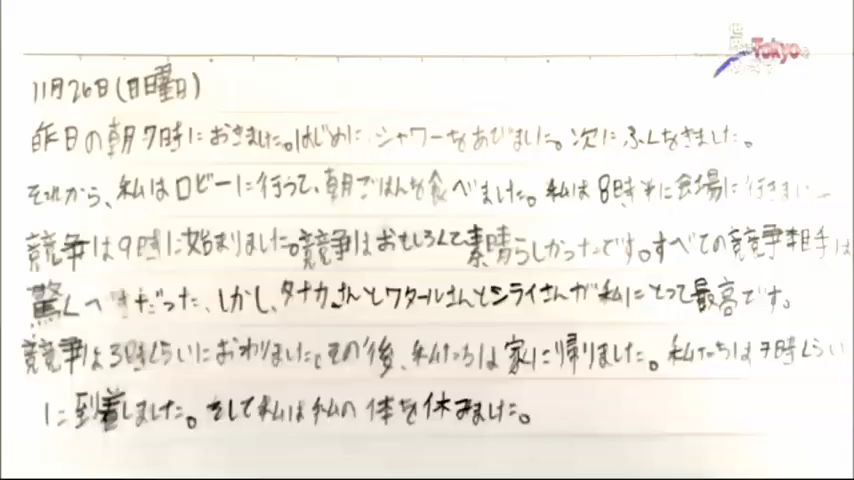 Tokyo
11月26日(日曜日)
昨日の朝7時におきました。はじめに、シャワーをあびました。次に、ふくをきました。
それから、私はロビーに行うて、朝ごはんを食べました。私は8時半に会場に行きまし
競争は9時に始まりました。競争はおもしろくて素晴らしかったです。すべての競争相手は
驚くべきだった、しかし、タナカさんとワタールさんとシライさんが私にとって最高です。
競争は3時くらいにおわりました。その後、私たちは家に帰りました。私たちは7時くらい
に到着しました。そして私は私の体を休みました。